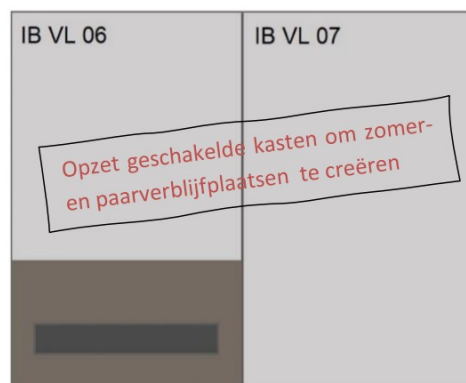 IB VL 06
IB VL 07
Opzet geschakelde kasten om zomer-
en paarverblijfplaatsen te creëren